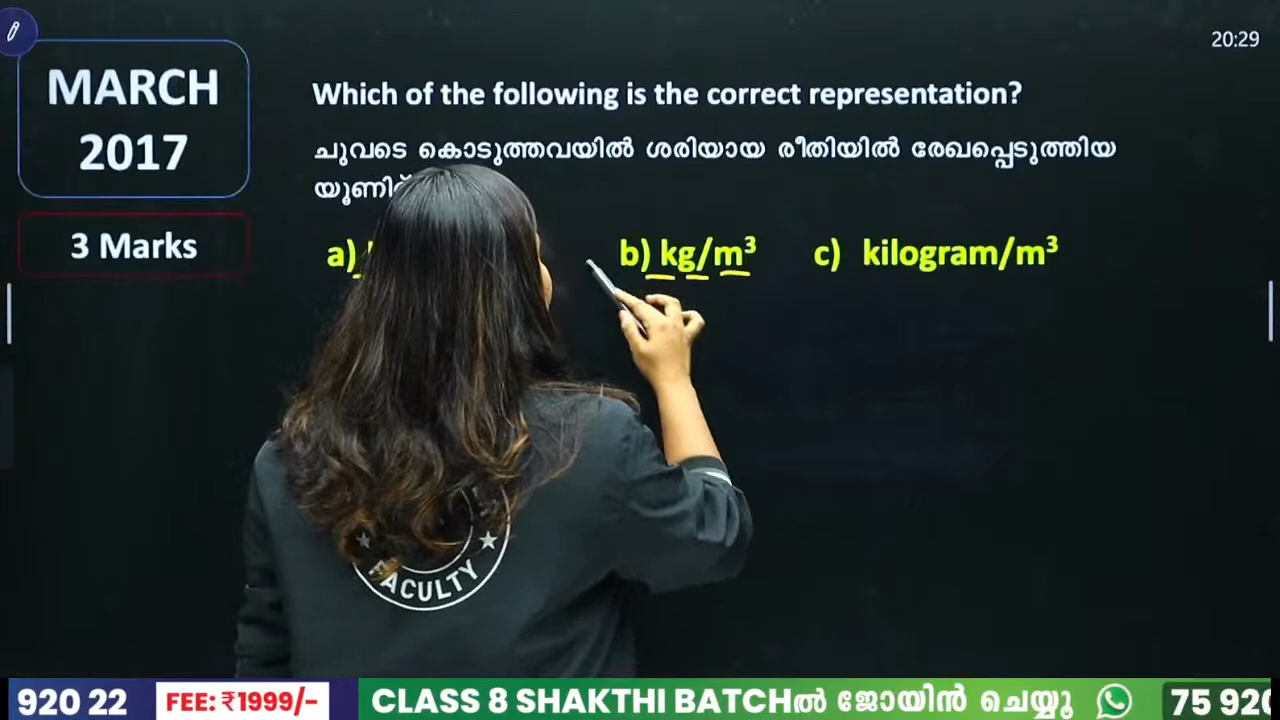 20:29
MARCH
2017
3 Marks
Which of the following is the correct representation?
ചുവടെ കൊടുത്തവയിൽ ശരിയായ രീതിയിൽ രേഖപ്പെടുത്തിയ
a) b) kg/m³ c) kilogram/m³
FACULTY
920 22 FEE: ₹1999/- CLASS 8 SHAKTHI BATCHൽ ജോയിൻ ചെയ്യൂ 75 920